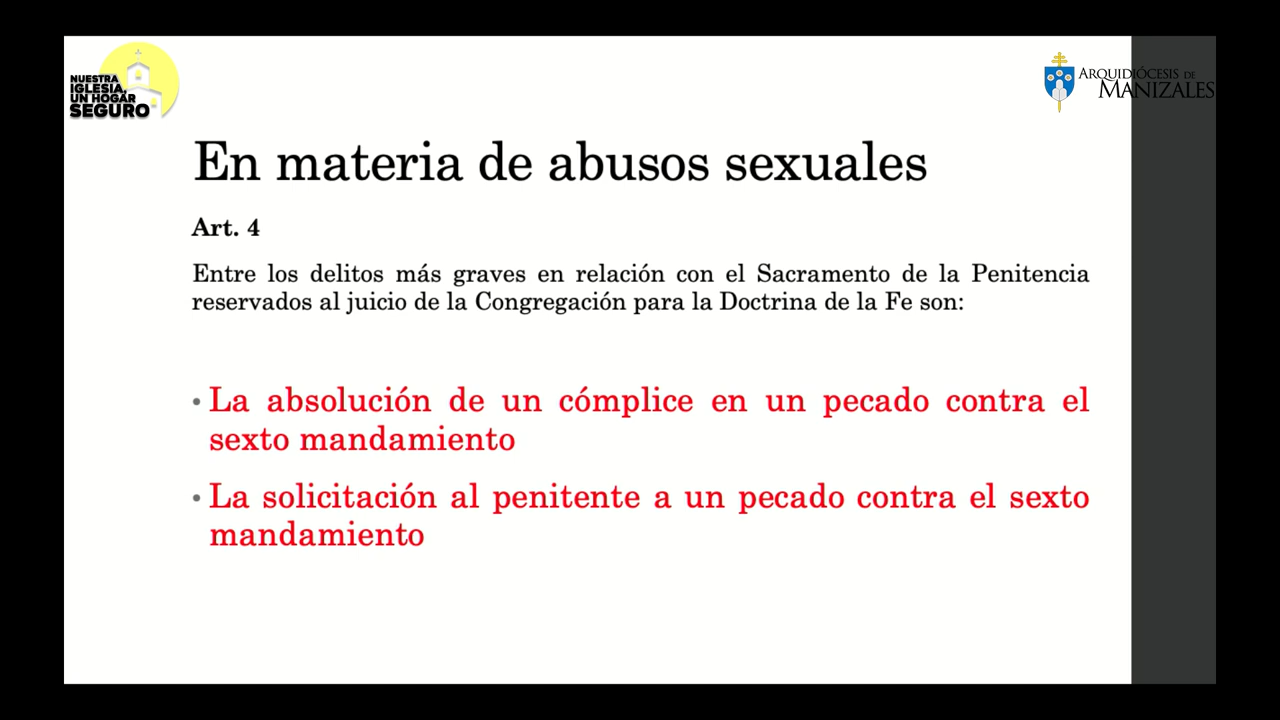 NUESTRA
IGLESIA,
UN HOGAR
SEGURO
ARQUIDIÓCESIS DE
MANIZALES
En materia de abusos sexuales
Art. 4
Entre los delitos más graves en relación con el Sacramento de la Penitencia
reservados al juicio de la Congregación para la Doctrina de la Fe son:
• La absolución de un cómplice en un pecado contra el
sexto mandamiento
• La solicitación al penitente a un pecado contra el sexto
mandamiento